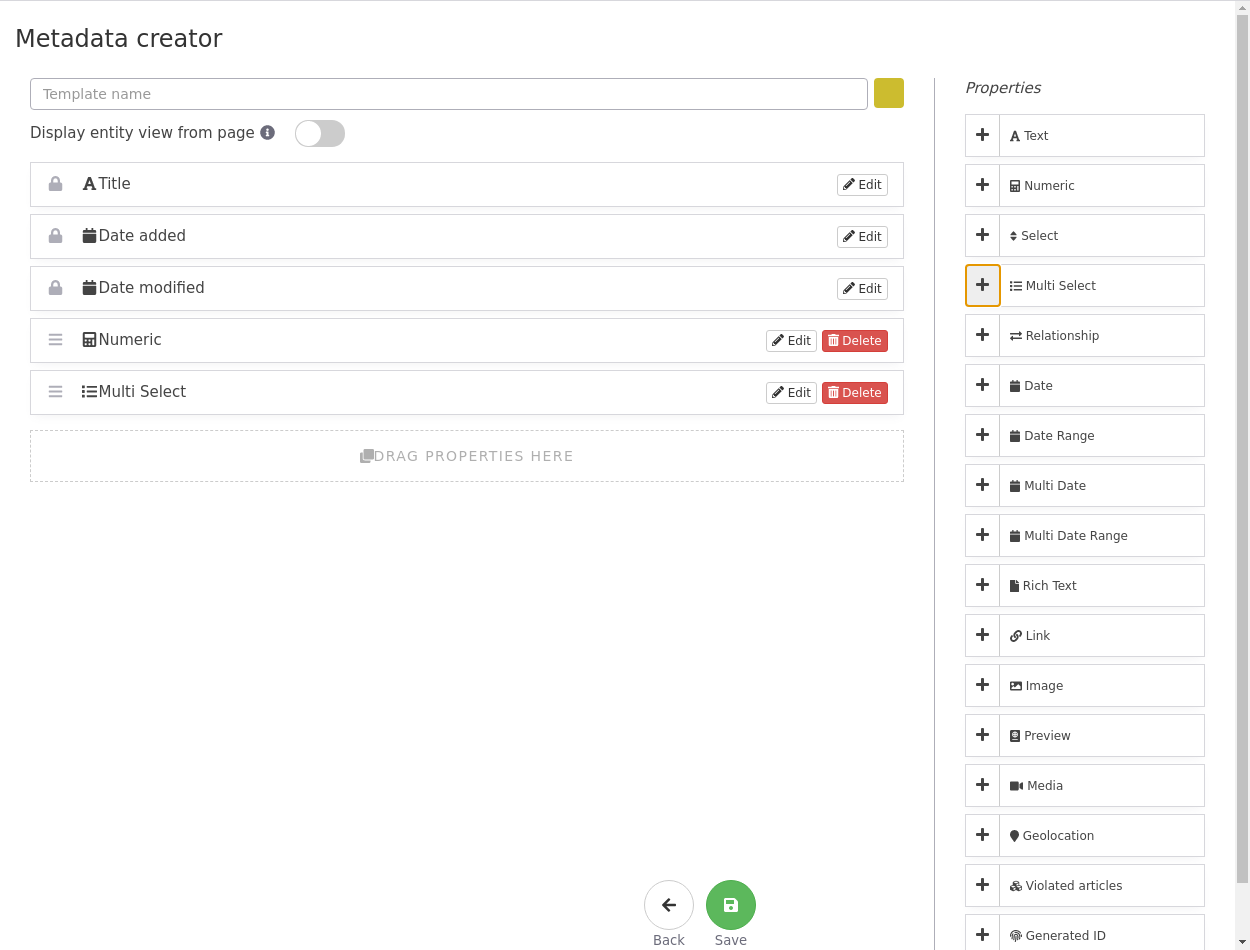 Metadata creator
Template name
Display entity view from page
Title
Edit
Date added
Edit
Date modified
Edit
Numeric
Edit
Delete
Multi Select
Edit
Delete
DRAG PROPERTIES HERE
Back
Save
Properties
Text
Numeric
Select
Multi Select
Relationship
Date
Date Range
Multi Date
Multi Date Range
Rich Text
Link
Image
Preview
Media
Geolocation
Violated articles
Generated ID